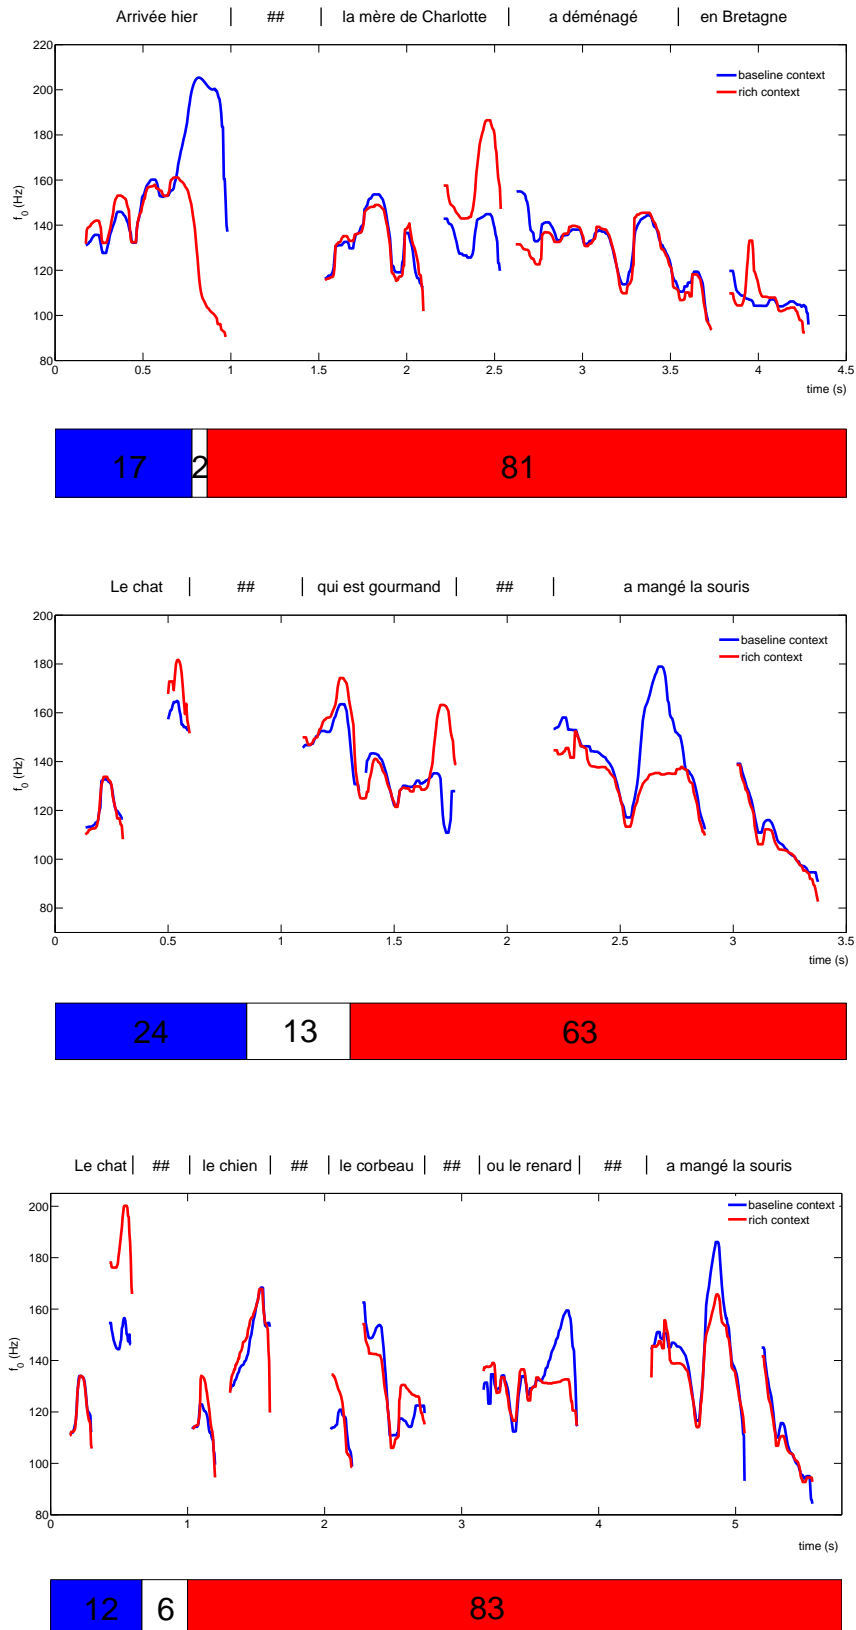 Arrivée hier | ## | la mère de Charlotte | a déménagé | en Bretagne
220
200
180
160
140
120
100
80
f0 (Hz)
baseline context
rich context
0 0.5 1 1.5 2 2.5 3 3.5 4 4.5
time (s)
17 2 81
Le chat | ## | qui est gourmand | ## | a mangé la souris
200
180
160
140
120
100
80
f0 (Hz)
baseline context
rich context
0 0.5 1 1.5 2 2.5 3 3.5
time (s)
24 13 63
Le chat | ## | le chien | ## | le corbeau | ## | ou le renard | ## | a mangé la souris
200
180
160
140
120
100
80
f0 (Hz)
baseline context
rich context
0 1 2 3 4 5
time (s)
12 6 83